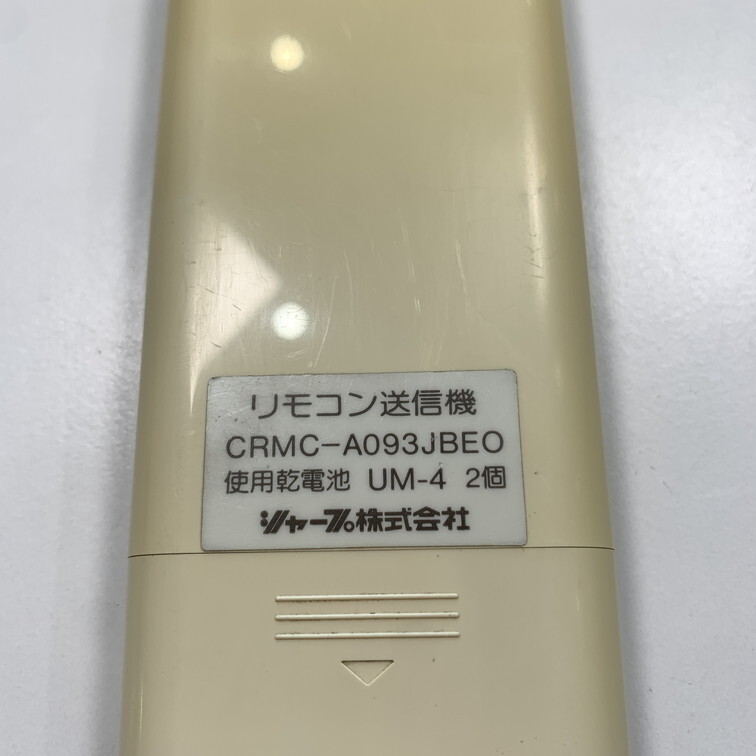 リモコン送信機
CRMC-A093JBEO
使用乾電池 UM-4 2個
シャープ株式会社